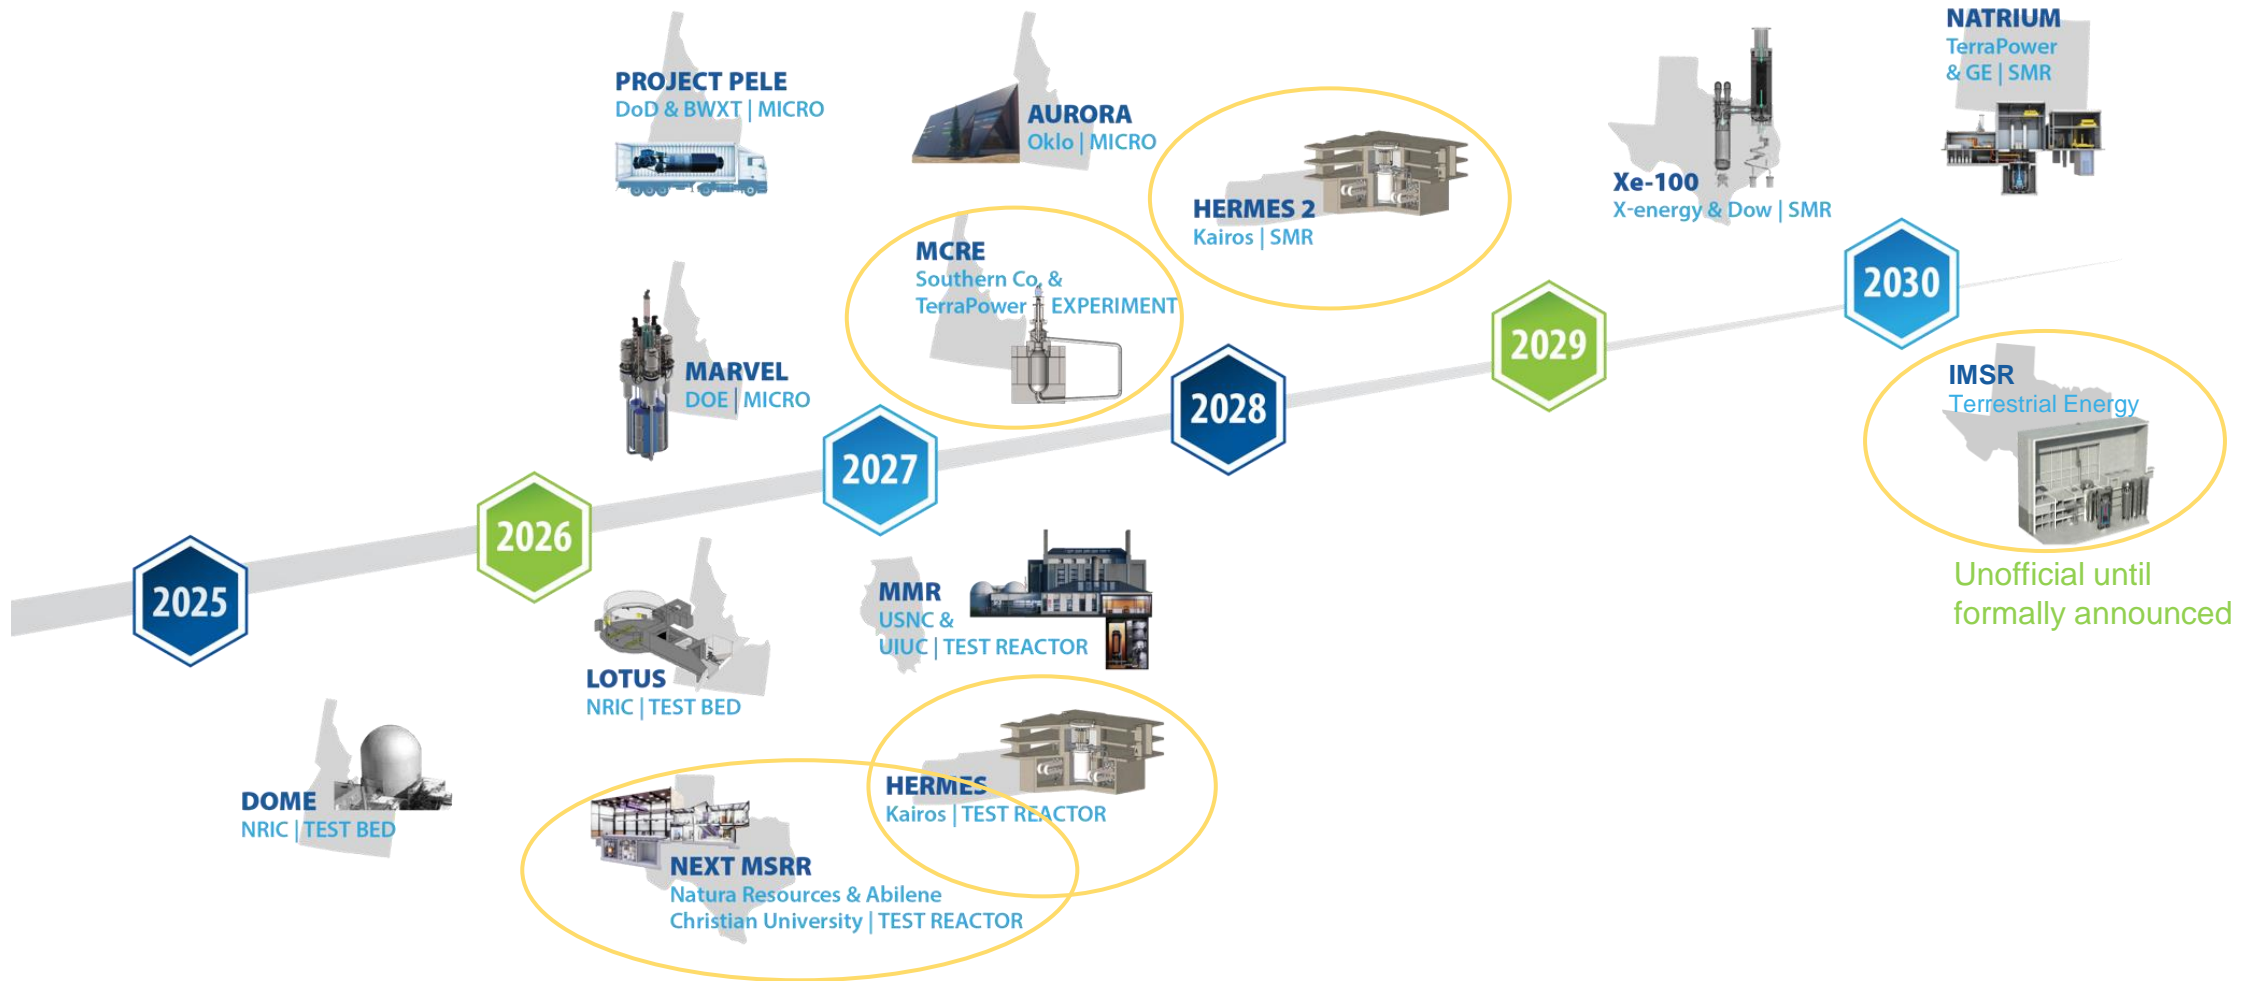 PROJECT PELE
DoD & BWXT | MICRO
AURORA
Oklo | MICRO
HERMES 2
Kairos | SMR
Xe-100
X-energy & Dow | SMR
NATRIUM
TerraPower
& GE | SMR
MCRE
Southern Co. &
TerraPower | EXPERIMENT
MARVEL
DOE | MICRO
2025
2026
2027
2028
2029
2030
IMSR
Terrestrial Energy
Unofficial until
formally announced
DOME
NRIC | TEST BED
LOTUS
NRIC | TEST BED
MMR
USNC &
UIUC | TEST REACTOR
HERMES
Kairos | TEST REACTOR
NEXT MSRR
Natura Resources & Abilene
Christian University | TEST REACTOR